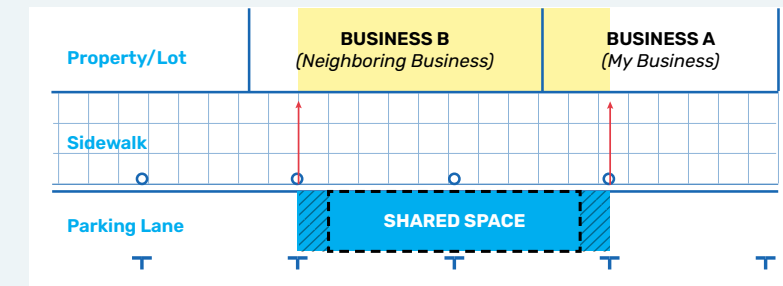 Property/Lot
BUSINESS B
(Neighboring Business)
BUSINESS A
(My Business)
Sidewalk
Parking Lane
SHARED SPACE